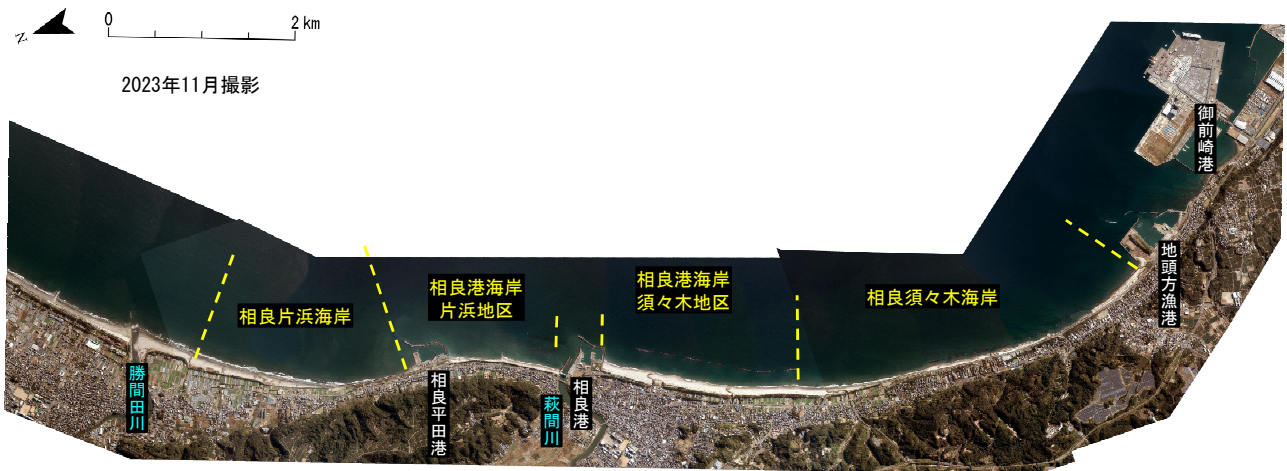 N
0
2 km
2023年11月撮影
御前崎港
地頭方漁港
相良片浜海岸
相良港海岸
片浜地区
相良港海岸
須々木地区
相良須々木海岸
勝間田川
相良平田港
萩間川
相良港